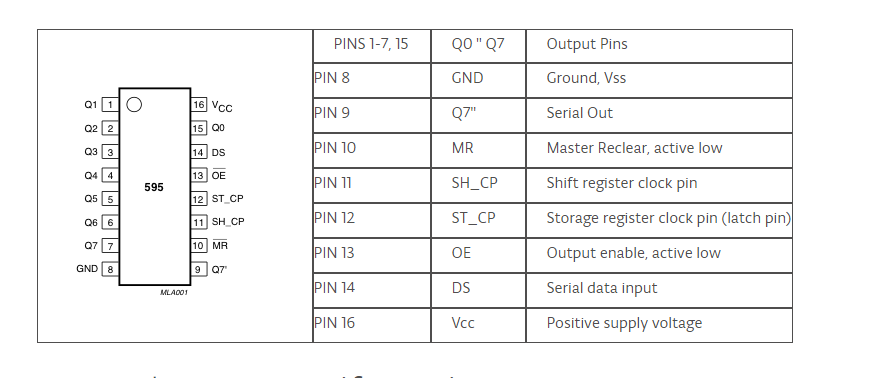 PINS 1-7, 15 Q0 " Q7 Output Pins
PIN 8 GND Ground, Vss
PIN 9 Q7" Serial Out
PIN 10 MR Master Reclear, active low
PIN 11 SH_CP Shift register clock pin
PIN 12 ST_CP Storage register clock pin (latch pin)
PIN 13 OE Output enable, active low
PIN 14 DS Serial data input
PIN 16 Vcc Positive supply voltage
Q1 1 16 VCC
Q2 2 15 Q0
Q3 3 14 DS
Q4 4 13 OE
595
Q5 5 12 ST_CP
Q6 6 11 SH_CP
Q7 7 10 MR
GND 8 9 Q7'
MLA001